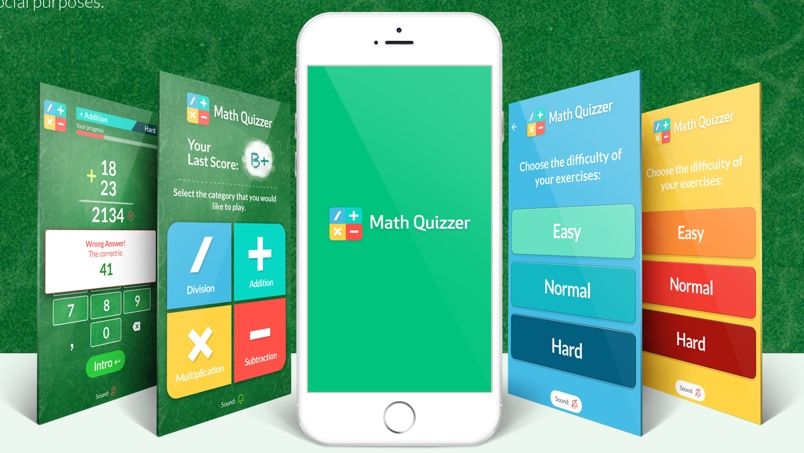 ocial purposes.
+ Addition
Hard
Your progress
+ 18
23
2134
Wrong Answer!
The correct is:
41
7 8 9
, 0
Intro
Sound:
Math Quizzer
Your
Last Score: B+
Select the category that you would
like to play.
Division
Addition
Multiplication
Subtraction
Sound:
Math Quizzer
Math Quizzer
Choose the difficulty of
your exercises:
Easy
Normal
Hard
Sound:
Math Quizzer
Choose the difficulty of
your exercises:
Easy
Normal
Hard
Sound: